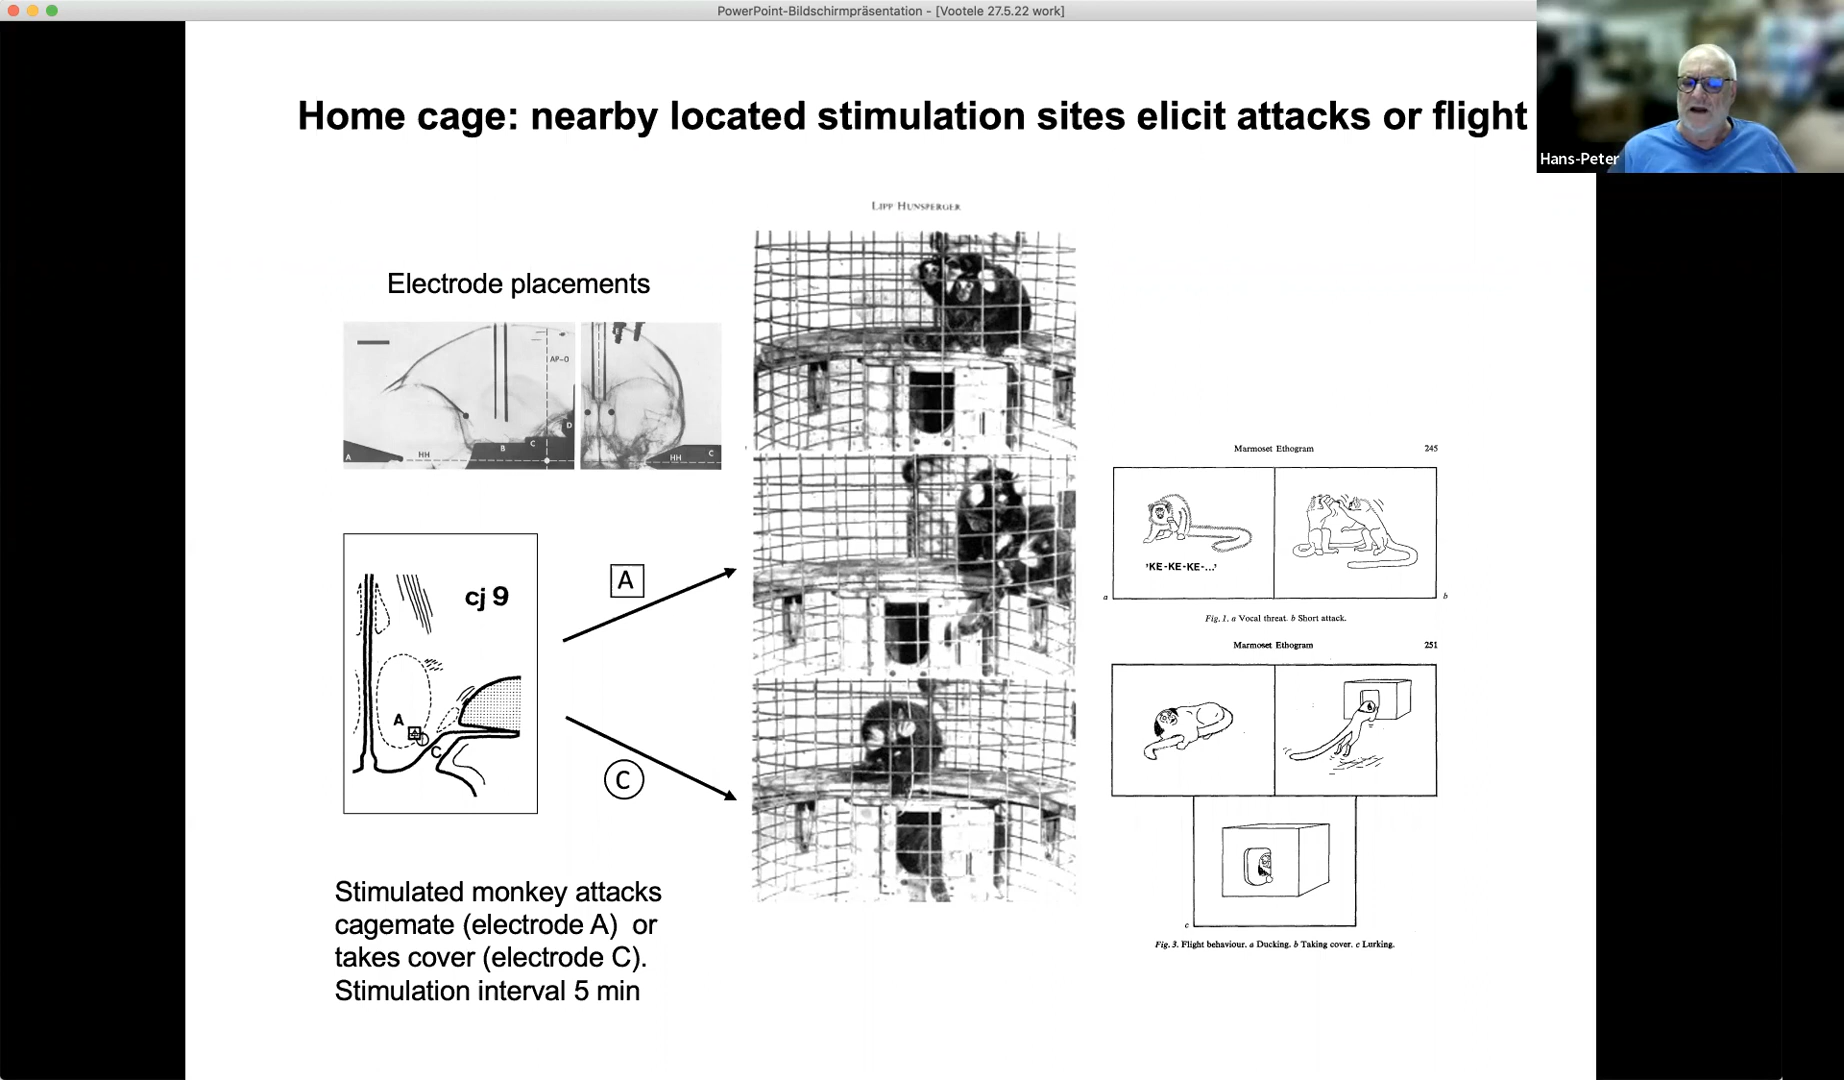 PowerPoint-Bildschirmpräsentation - [Vootele 27.5.22 work]
Hans-Peter
Home cage: nearby located stimulation sites elicit attacks or flight
LIPP HUNSPERGER
Electrode placements
AP-O
D
C
B
A
HH
HH
C
cj 9
A
C
A
C
Stimulated monkey attacks
cagemate (electrode A) or
takes cover (electrode C).
Stimulation interval 5 min
Marmoset Ethogram 245
'KE-KE-KE-...'
a
b
Fig. 1. a Vocal threat. b Short attack.
Marmoset Ethogram 251
c
Fig. 3. Flight behaviour. a Ducking. b Taking cover. c Lurking.